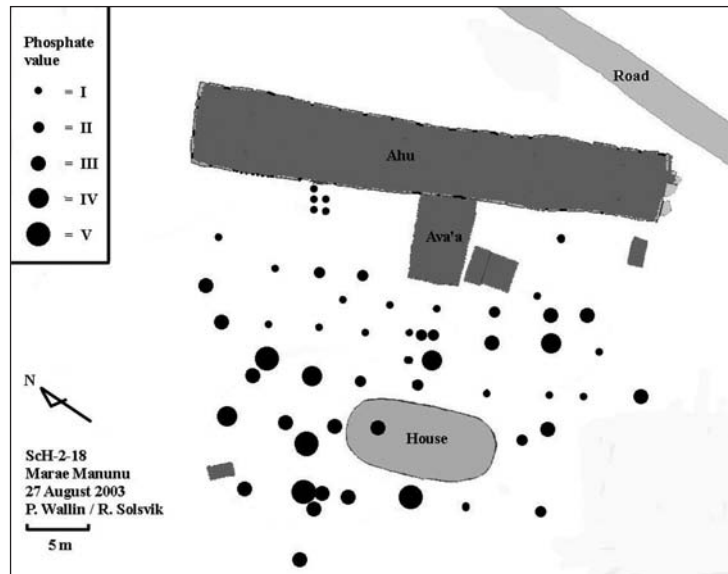 Phosphate
value
= I
= II
= III
= IV
= V
Road
Ahu
Ava'a
House
N
ScH-2-18
Marae Manunu
27 August 2003
P. Wallin / R. Solsvik
5 m